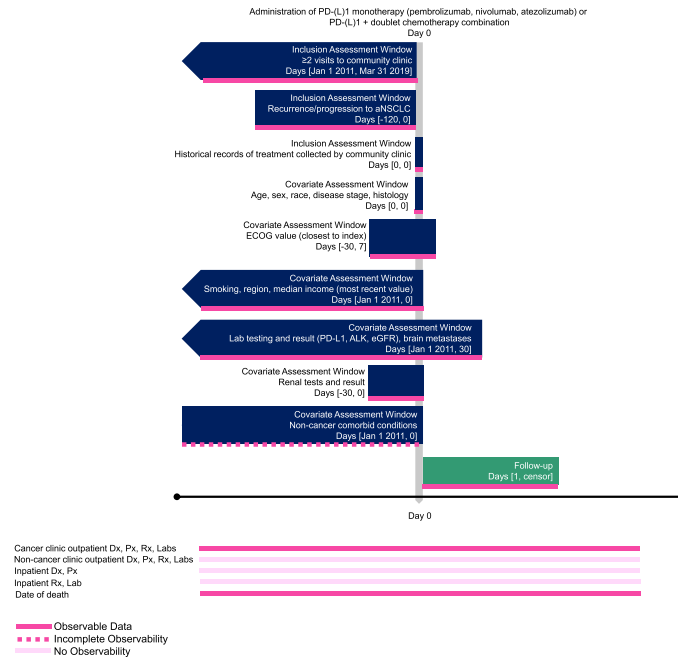 Administration of PD-(L)1 monotherapy (pembrolizumab, nivolumab, atezolizumab) or
PD-(L)1 + doublet chemotherapy combination
Day 0
Inclusion Assessment Window
≥2 visits to community clinic
Days [Jan 1 2011, Mar 31 2019]
Inclusion Assessment Window
Recurrence/progression to aNSCLC
Days [-120, 0]
Inclusion Assessment Window
Historical records of treatment collected by community clinic
Days [0, 0]
Covariate Assessment Window
Age, sex, race, disease stage, histology
Days [0, 0]
Covariate Assessment Window
ECOG value (closest to index)
Days [-30, 7]
Covariate Assessment Window
Smoking, region, median income (most recent value)
Days [Jan 1 2011, 0]
Covariate Assessment Window
Lab testing and result (PD-L1, ALK, eGFR), brain metastases
Days [Jan 1 2011, 30]
Covariate Assessment Window
Renal tests and result
Days [-30, 0]
Covariate Assessment Window
Non-cancer comorbid conditions
Days [Jan 1 2011, 0]
Follow-up
Days [1, censor]
Day 0
Cancer clinic outpatient Dx, Px, Rx, Labs
Non-cancer clinic outpatient Dx, Px, Rx, Labs
Inpatient Dx, Px
Inpatient Rx, Lab
Date of death
Observable Data
Incomplete Observability
No Observability